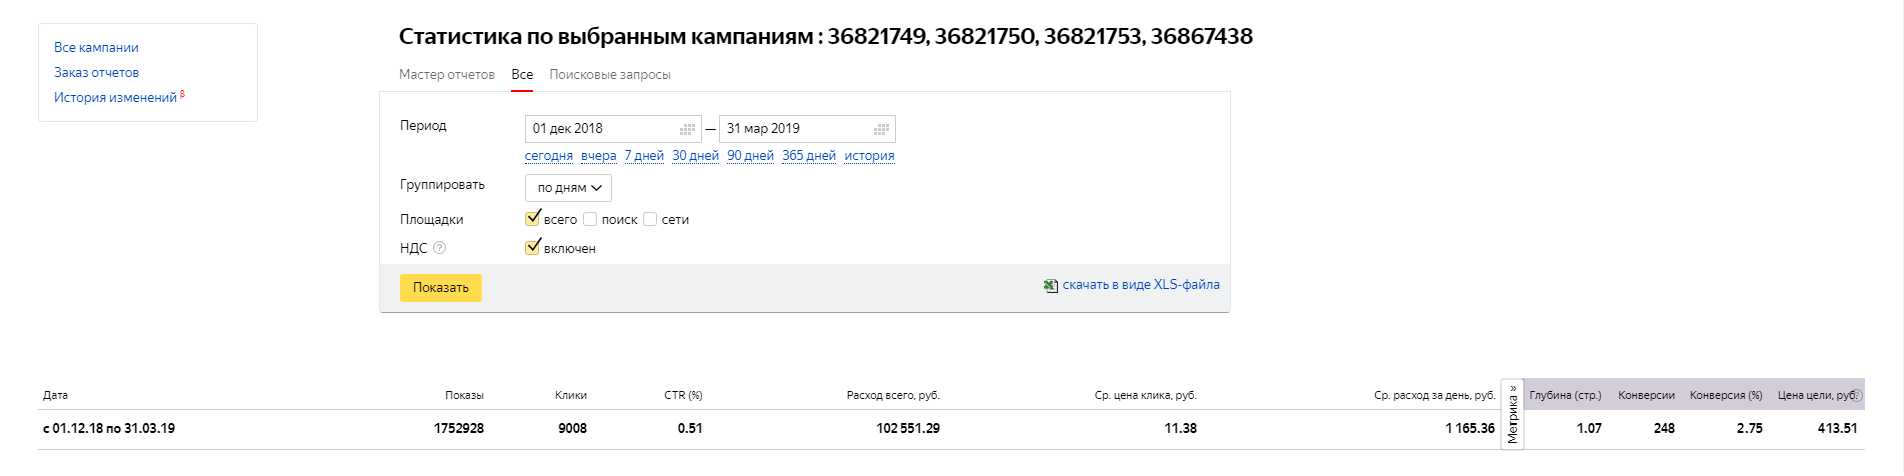 Все кампании
Заказ отчетов
История изменений β
Статистика по выбранным кампаниям : 36821749, 36821750, 36821753, 36867438
Мастер отчетов Все Поисковые запросы
Период 01 дек 2018 — 31 мар 2019
сегодня вчера 7 дней 30 дней 90 дней 365 дней история
Группировать по дням
Площадки всего поиск сети
НДС ? включен
Показать скачать в виде XLS-файла
Дата Показы Клики CTR (%) Расход всего, руб. Ср. цена клика, руб. Ср. расход за день, руб. Метрика » Глубина (стр.) Конверсии Конверсия (%) Цена цели, руб. ?
с 01.12.18 по 31.03.19 1752928 9008 0.51 102 551.29 11.38 1 165.36 1.07 248 2.75 413.51